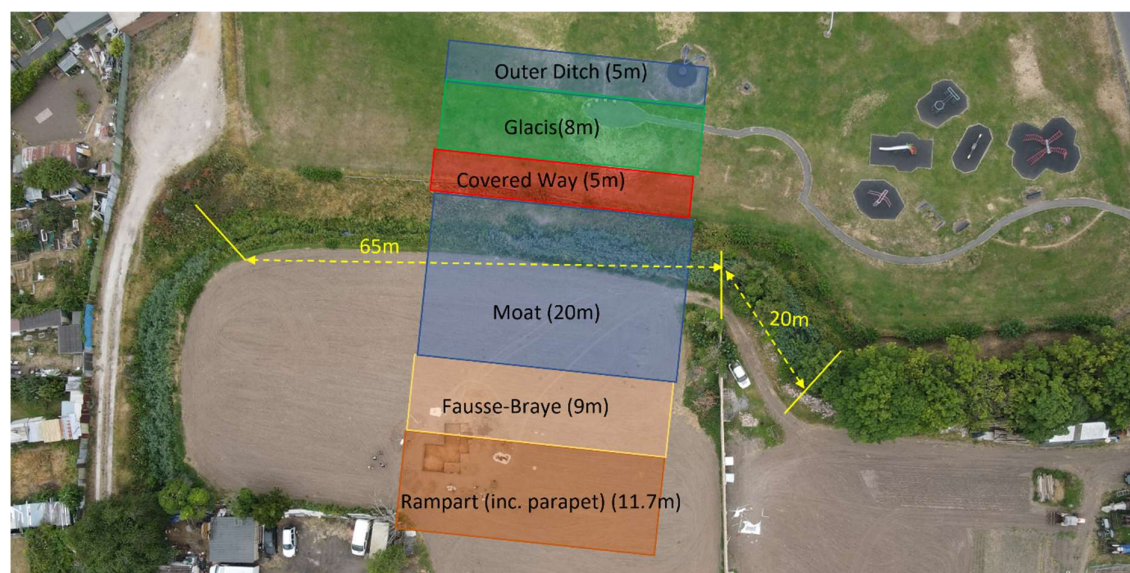 Outer Ditch (5m)
Glacis(8m)
Covered Way (5m)
65m
Moat (20m)
20m
Fausse-Braye (9m)
Rampart (inc. parapet) (11.7m)